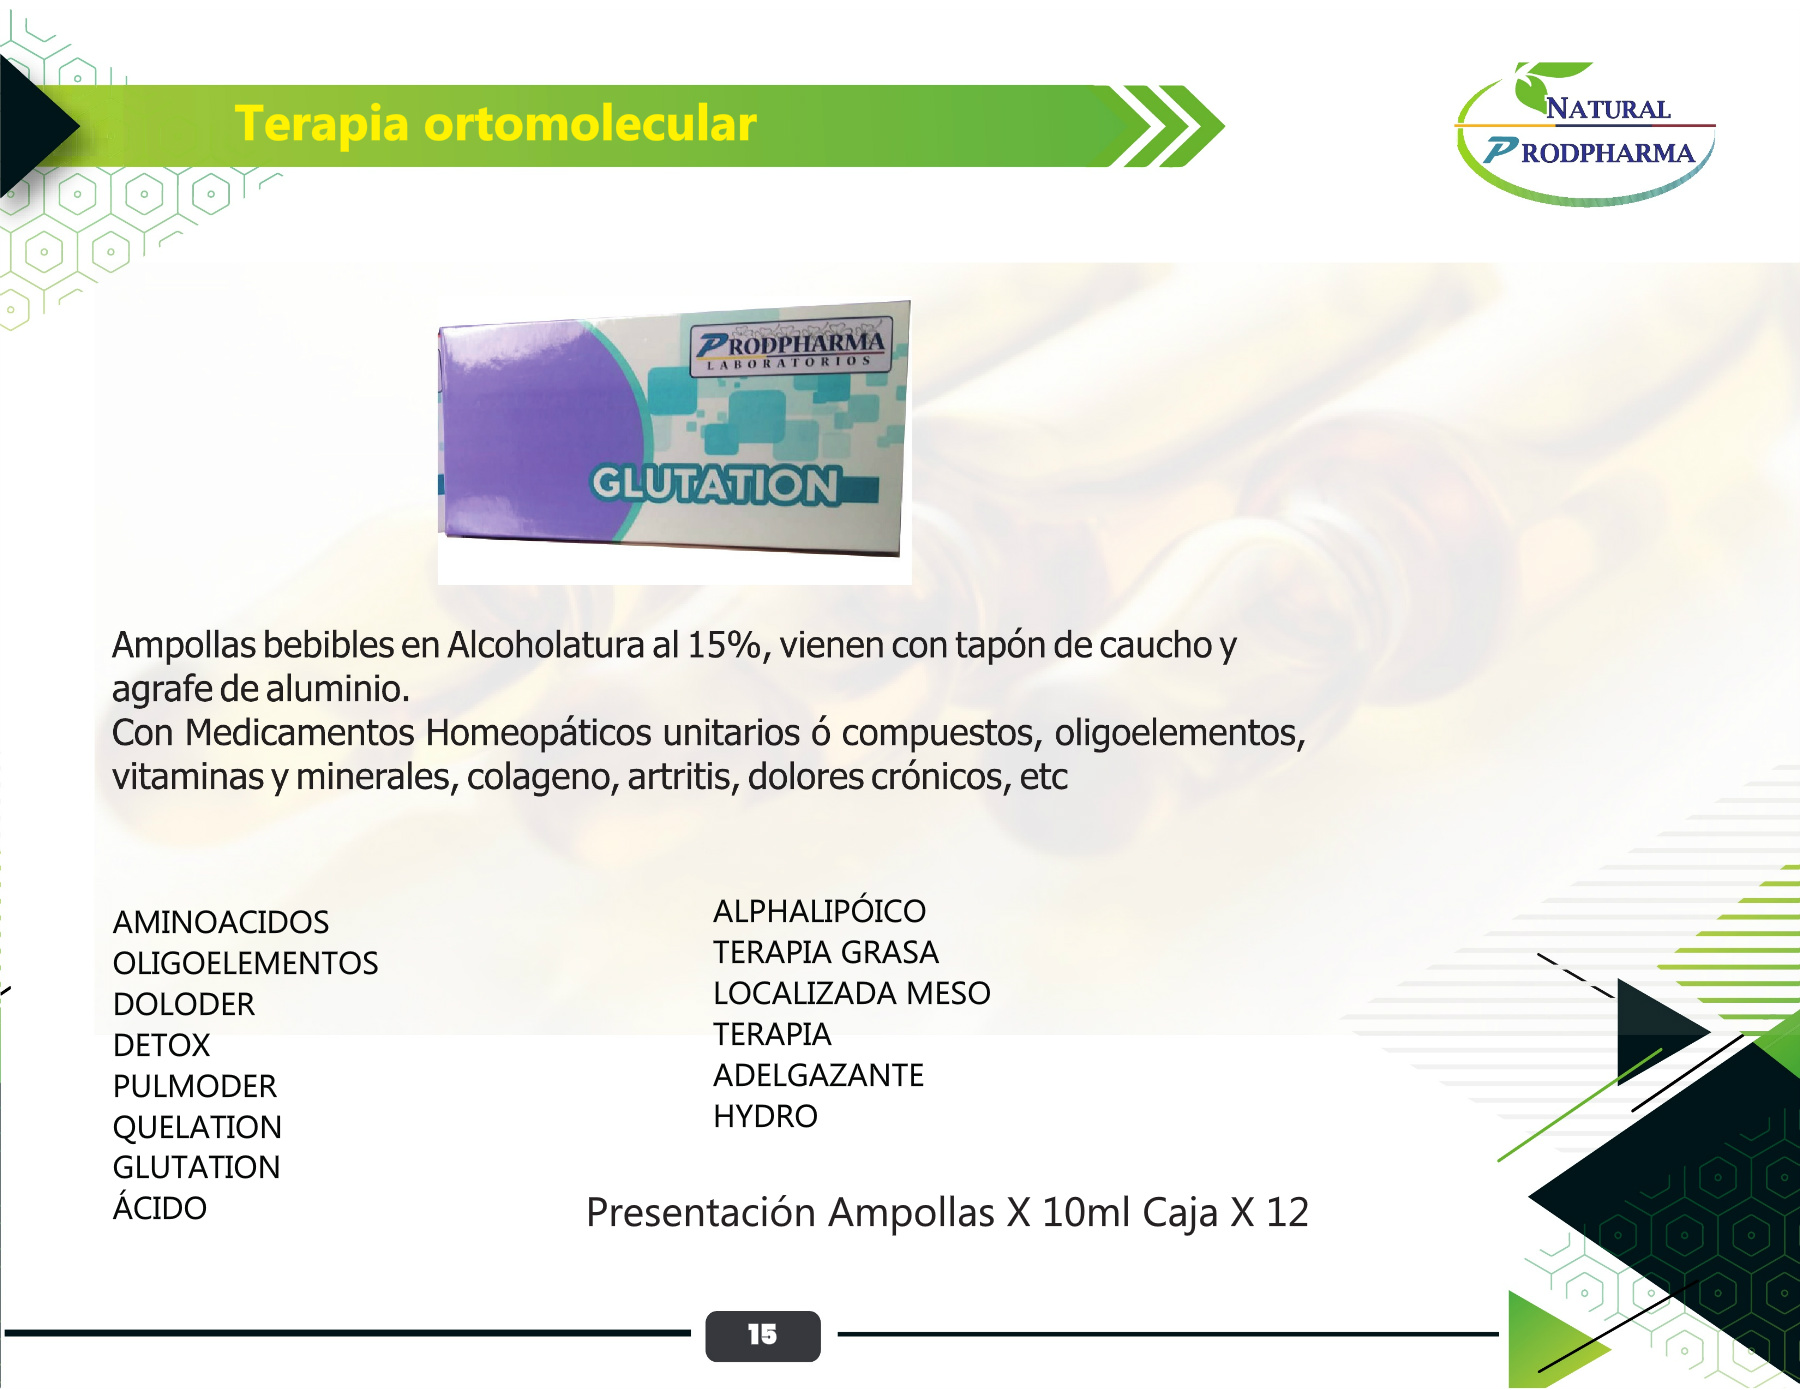 Terapia ortomolecular
NATURAL
PRODPHARMA
PRODPHARMA
LABORATORIOS
GLUTATION
Ampollas bebibles en Alcoholatura al 15%, vienen con tapón de caucho y
agrafe de aluminio.
Con Medicamentos Homeopáticos unitarios ó compuestos, oligoelementos,
vitaminas y minerales, colageno, artritis, dolores crónicos, etc
AMINOACIDOS
OLIGOELEMENTOS
DOLODER
DETOX
PULMODER
QUELATION
GLUTATION
ÁCIDO
ALPHALIPÓICO
TERAPIA GRASA
LOCALIZADA MESO
TERAPIA
ADELGAZANTE
HYDRO
Presentación Ampollas X 10ml Caja X 12
15